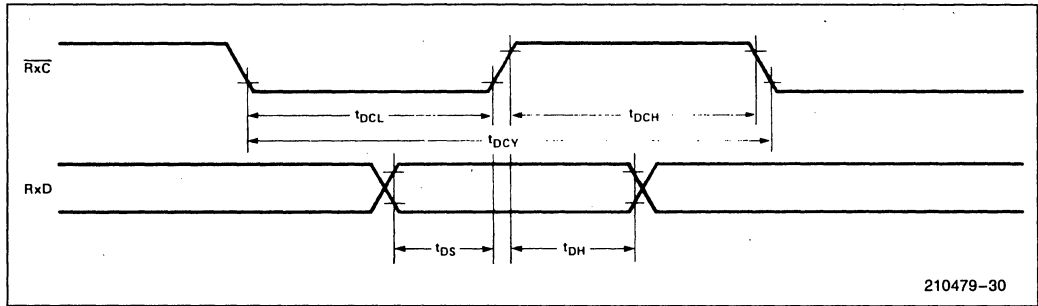 RxC
tDCL
tDCH
tDCY
RxD
tDS
tDH
210479-30